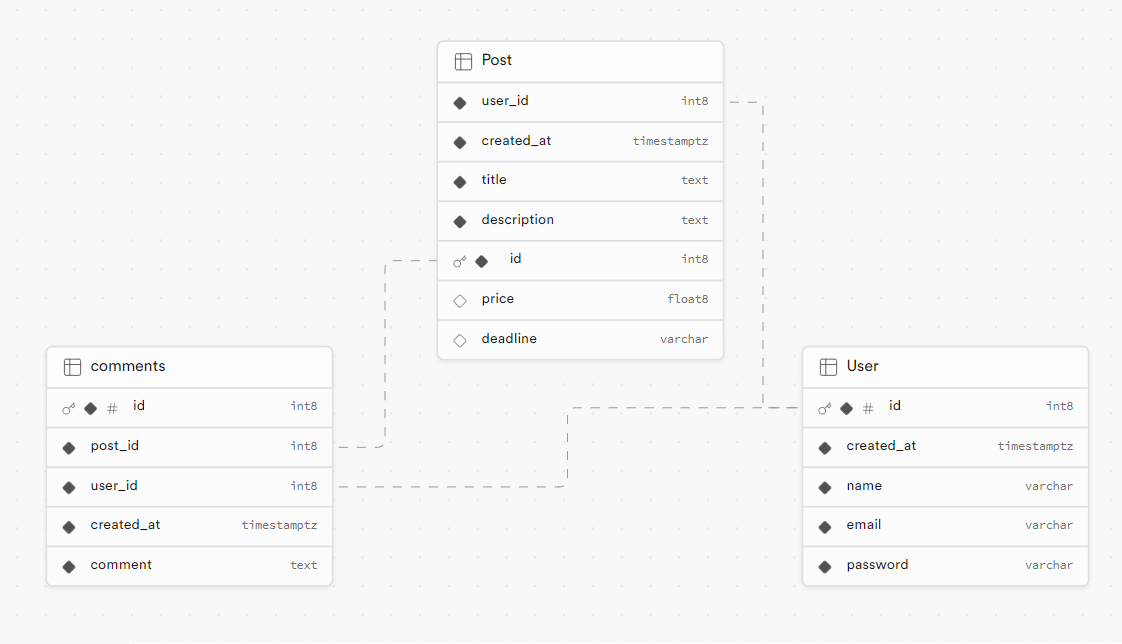 Post
user_id int8
created_at timestamptz
title text
description text
id int8
price float8
deadline varchar
comments
# id int8
post_id int8
user_id int8
created_at timestamptz
comment text
User
# id int8
created_at timestamptz
name varchar
email varchar
password varchar